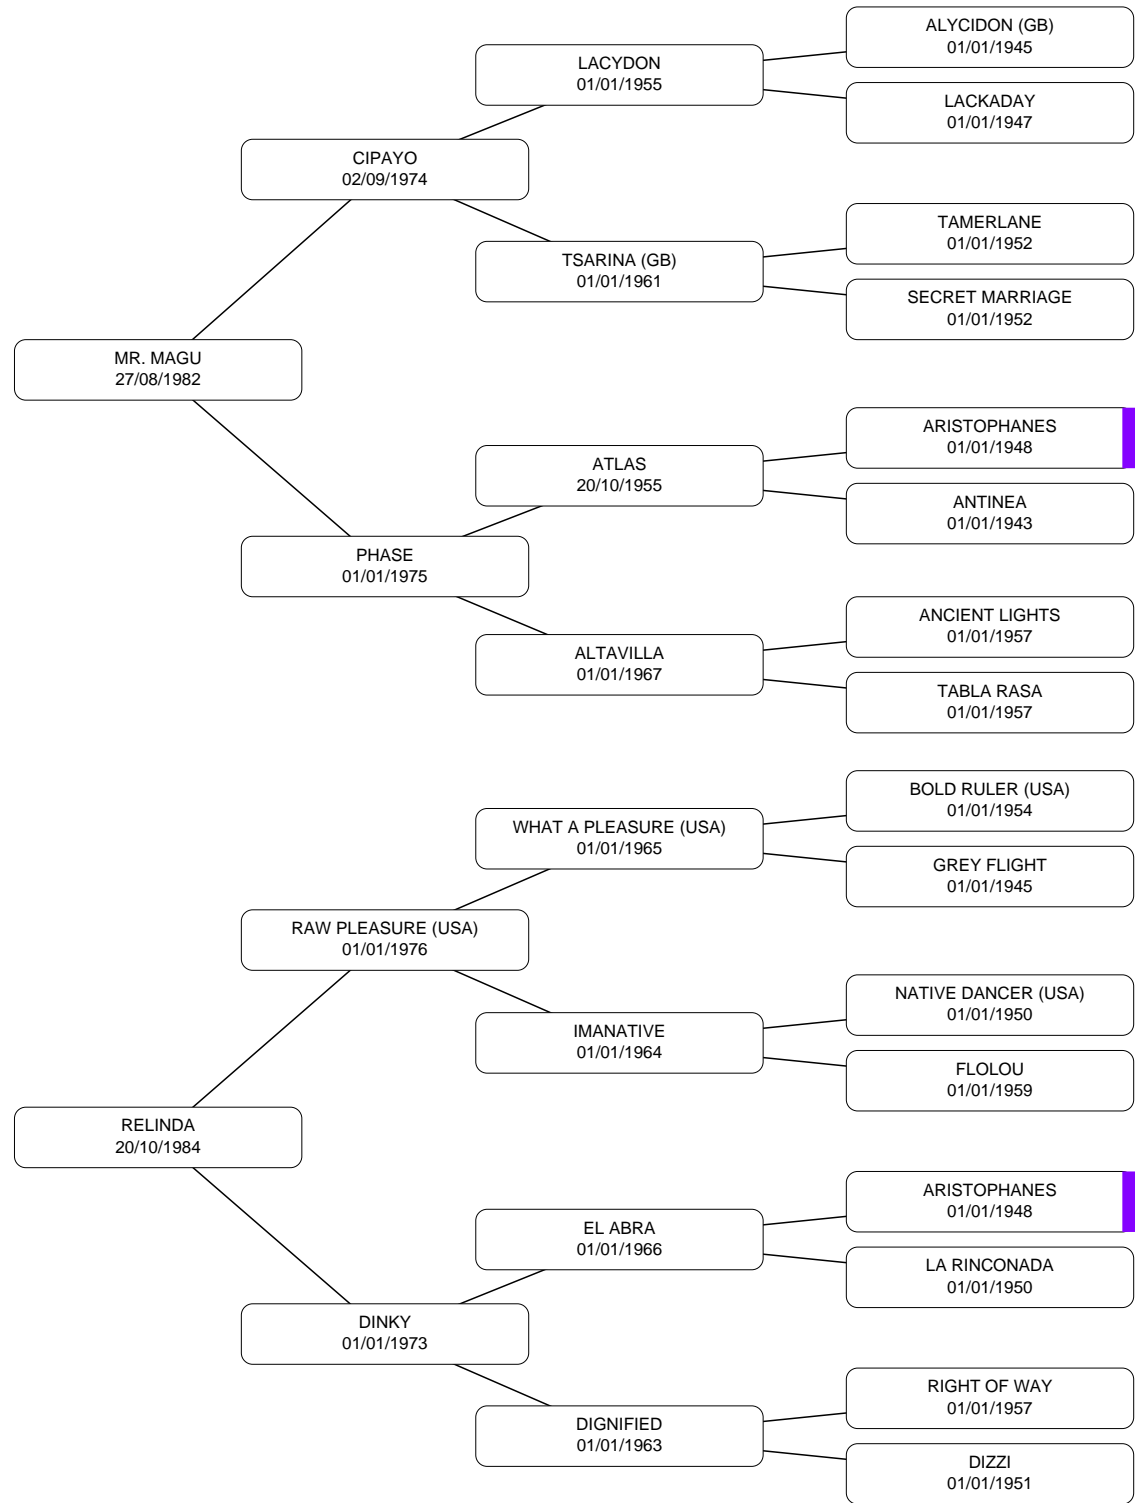 ALYCIDON (GB)
01/01/1945
LACYDON
01/01/1955
LACKADAY
01/01/1947
CIPAYO
02/09/1974
TAMERLANE
01/01/1952
TSARINA (GB)
01/01/1961
SECRET MARRIAGE
01/01/1952
MR. MAGU
27/08/1982
ARISTOPHANES
01/01/1948
ATLAS
20/10/1955
ANTINEA
01/01/1943
PHASE
01/01/1975
ANCIENT LIGHTS
01/01/1957
ALTAVILLA
01/01/1967
TABLA RASA
01/01/1957
BOLD RULER (USA)
01/01/1954
WHAT A PLEASURE (USA)
01/01/1965
GREY FLIGHT
01/01/1945
RAW PLEASURE (USA)
01/01/1976
NATIVE DANCER (USA)
01/01/1950
IMANATIVE
01/01/1964
FLOLOU
01/01/1959
RELINDA
20/10/1984
ARISTOPHANES
01/01/1948
EL ABRA
01/01/1966
LA RINCONADA
01/01/1950
DINKY
01/01/1973
RIGHT OF WAY
01/01/1957
DIGNIFIED
01/01/1963
DIZZI
01/01/1951